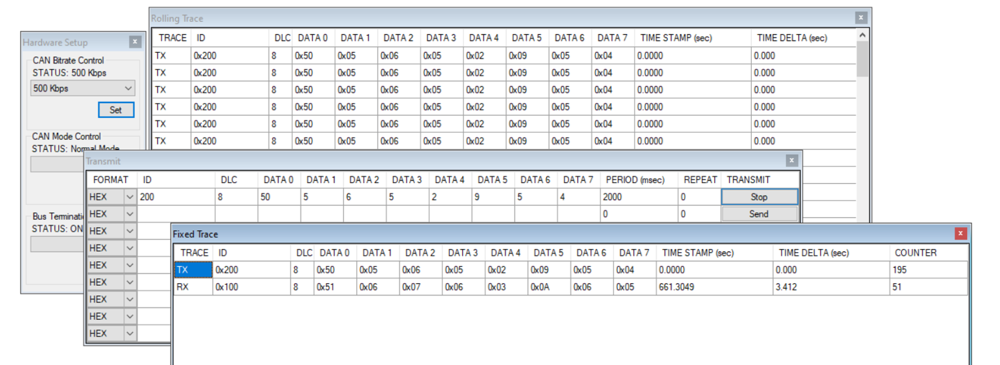 Rolling Trace x
TRACE ID DLC DATA 0 DATA 1 DATA 2 DATA 3 DATA 4 DATA 5 DATA 6 DATA 7 TIME STAMP (sec) TIME DELTA (sec)
TX 0x200 8 0x50 0x05 0x06 0x05 0x02 0x09 0x05 0x04 0.0000 0.000
TX 0x200 8 0x50 0x05 0x06 0x05 0x02 0x09 0x05 0x04 0.0000 0.000
TX 0x200 8 0x50 0x05 0x06 0x05 0x02 0x09 0x05 0x04 0.0000 0.000
TX 0x200 8 0x50 0x05 0x06 0x05 0x02 0x09 0x05 0x04 0.0000 0.000
TX 0x200 8 0x50 0x05 0x06 0x05 0x02 0x09 0x05 0x04 0.0000 0.000
TX 0x200 8 0x50 0x05 0x06 0x05 0x02 0x09 0x05 0x04 0.0000 0.000
Hardware Setup x
CAN Bitrate Control
STATUS: 500 Kbps
500 Kbps
Set
CAN Mode Control
STATUS: Normal Mode
Bus Terminati
STATUS: ON
Transmit x
FORMAT ID DLC DATA 0 DATA 1 DATA 2 DATA 3 DATA 4 DATA 5 DATA 6 DATA 7 PERIOD (msec) REPEAT TRANSMIT
HEX 200 8 50 5 6 5 2 9 5 4 2000 0 Stop
HEX 0 0 Send
HEX
HEX
HEX
HEX
HEX
HEX
HEX
Fixed Trace x
TRACE ID DLC DATA 0 DATA 1 DATA 2 DATA 3 DATA 4 DATA 5 DATA 6 DATA 7 TIME STAMP (sec) TIME DELTA (sec) COUNTER
TX 0x200 8 0x50 0x05 0x06 0x05 0x02 0x09 0x05 0x04 0.0000 0.000 195
RX 0x100 8 0x51 0x06 0x07 0x06 0x03 0x0A 0x06 0x05 661.3049 3.412 51